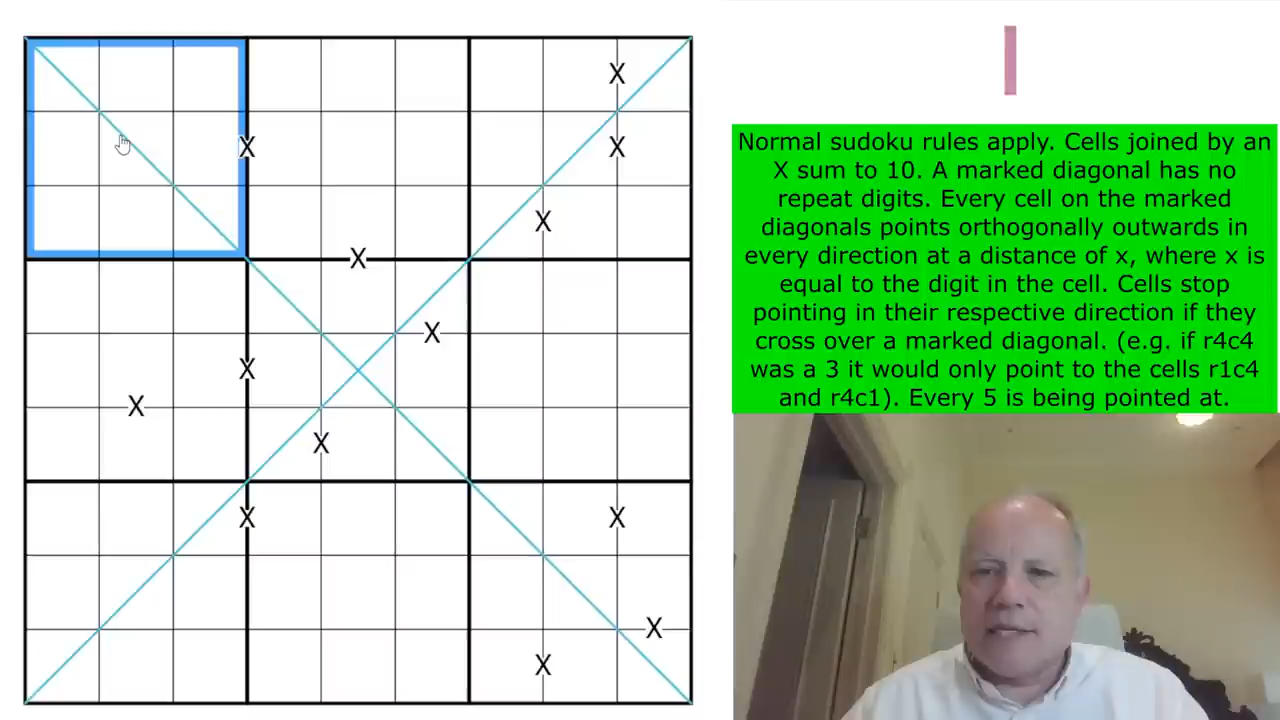 X
X
X
X
X
X
X
X
X
X
X
X
X
X
Normal sudoku rules apply. Cells joined by an
X sum to 10. A marked diagonal has no
repeat digits. Every cell on the marked
diagonals points orthogonally outwards in
every direction at a distance of x, where x is
equal to the digit in the cell. Cells stop
pointing in their respective direction if they
cross over a marked diagonal. (e.g. if r4c4
was a 3 it would only point to the cells r1c4
and r4c1). Every 5 is being pointed at.